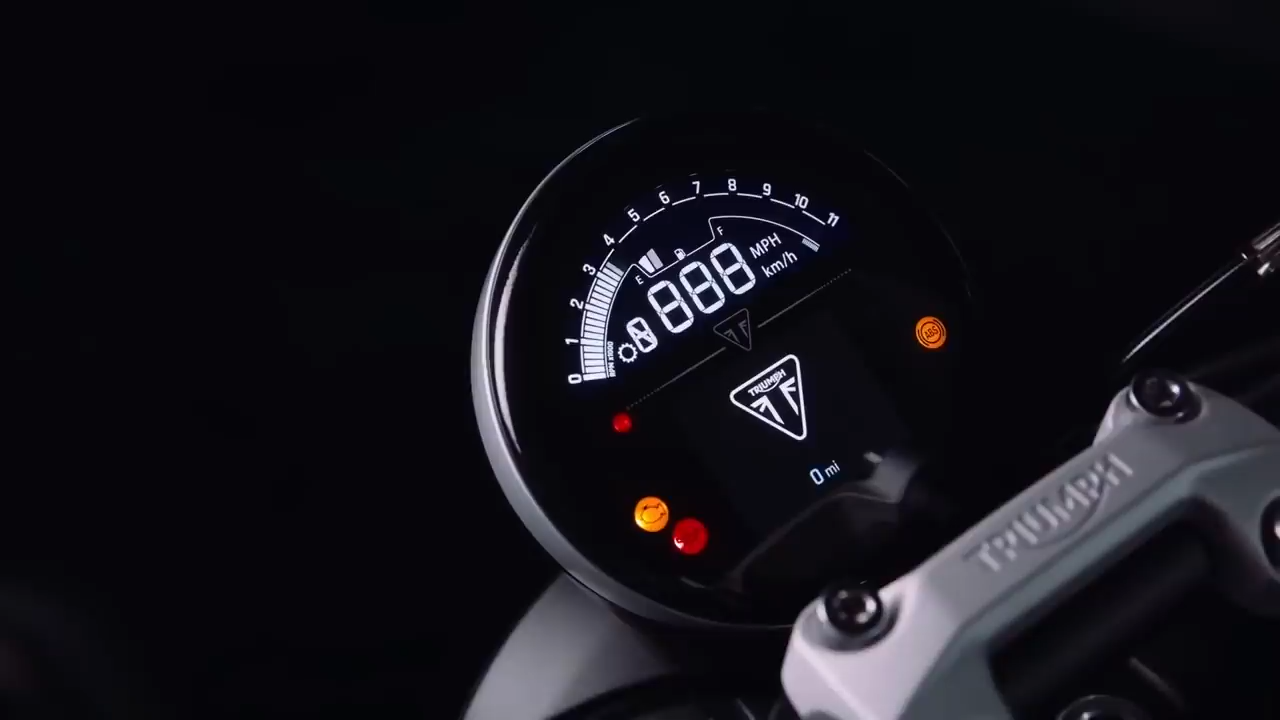 0 1 2 3 4 5 6 7 8 9 10 11
RPM X1000
E F
888 MPH
km/h
TRIUMPH
0 mi
ABS
TRIUMPH